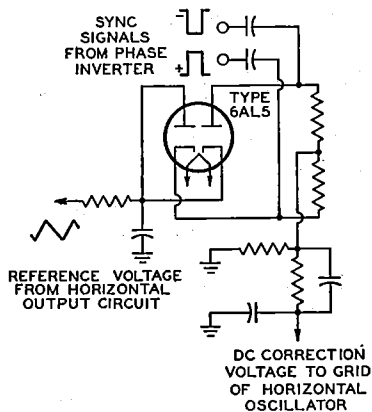 SYNC
SIGNALS
FROM PHASE
INVERTER
−
+
TYPE
6AL5
REFERENCE VOLTAGE
FROM HORIZONTAL
OUTPUT CIRCUIT
DC CORRECTION
VOLTAGE TO GRID
OF HORIZONTAL
OSCILLATOR